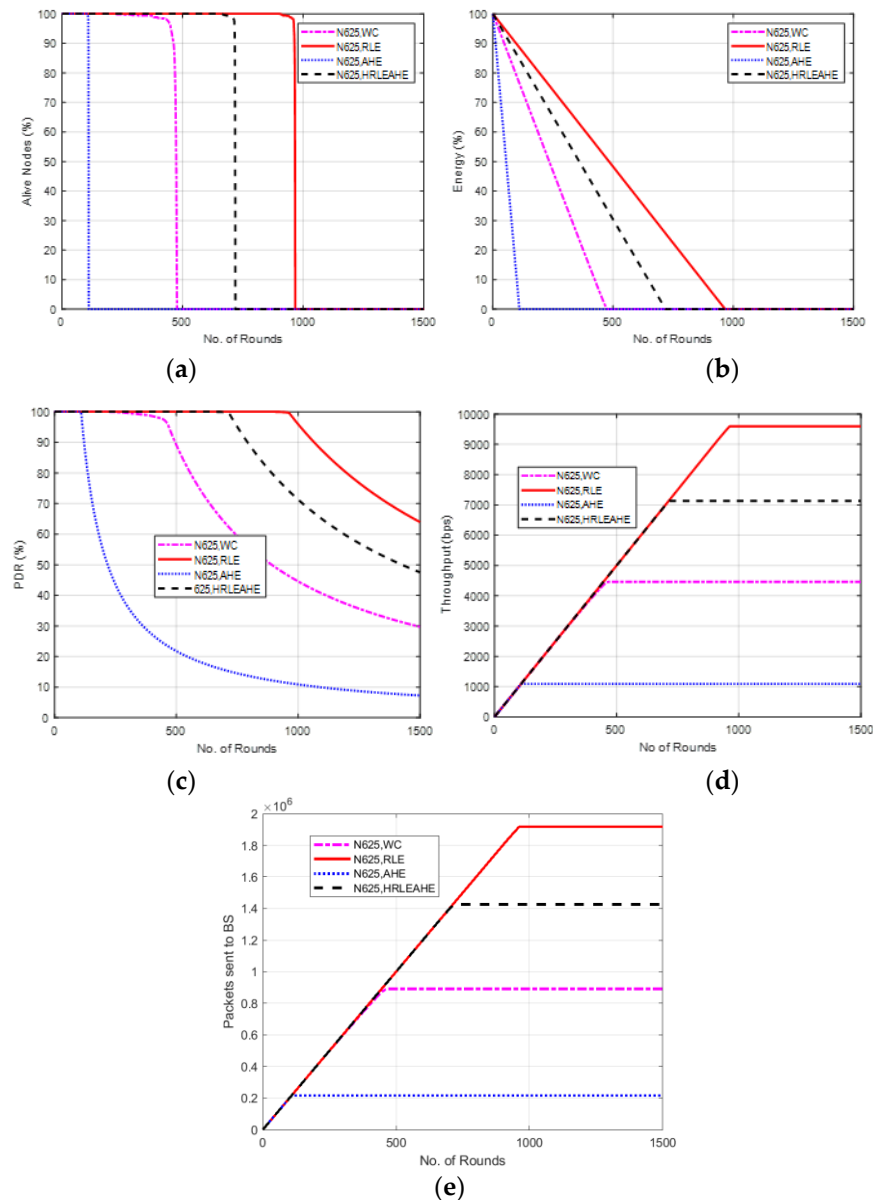 100
90
80
70
60
50
40
30
20
10
0
Alive Nodes (%)
0 500 1000 1500
No. of Rounds
N625,WC
N625,RLE
N625,AHE
N625,HRLEAHE
(a)
100
90
80
70
60
50
40
30
20
10
0
Energy (%)
0 500 1000 1500
No. of Rounds
N625,WC
N625,RLE
N625,AHE
N625,HRLEAHE
(b)
100
90
80
70
60
50
40
30
20
10
0
PDR (%)
0 500 1000 1500
No. of Rounds
N625,WC
N625,RLE
N625,AHE
625,HRLEAHE
(c)
10000
9000
8000
7000
6000
5000
4000
3000
2000
1000
0
Throughput(bps)
0 500 1000 1500
No of Rounds
N625,WC
N625,RLE
N625,AHE
N625,HRLEAHE
(d)
×10⁶
2
1.8
1.6
1.4
1.2
1
0.8
0.6
0.4
0.2
0
Packets sent to BS
0 500 1000 1500
No. of Rounds
N625,WC
N625,RLE
N625,AHE
N625,HRLEAHE
(e)